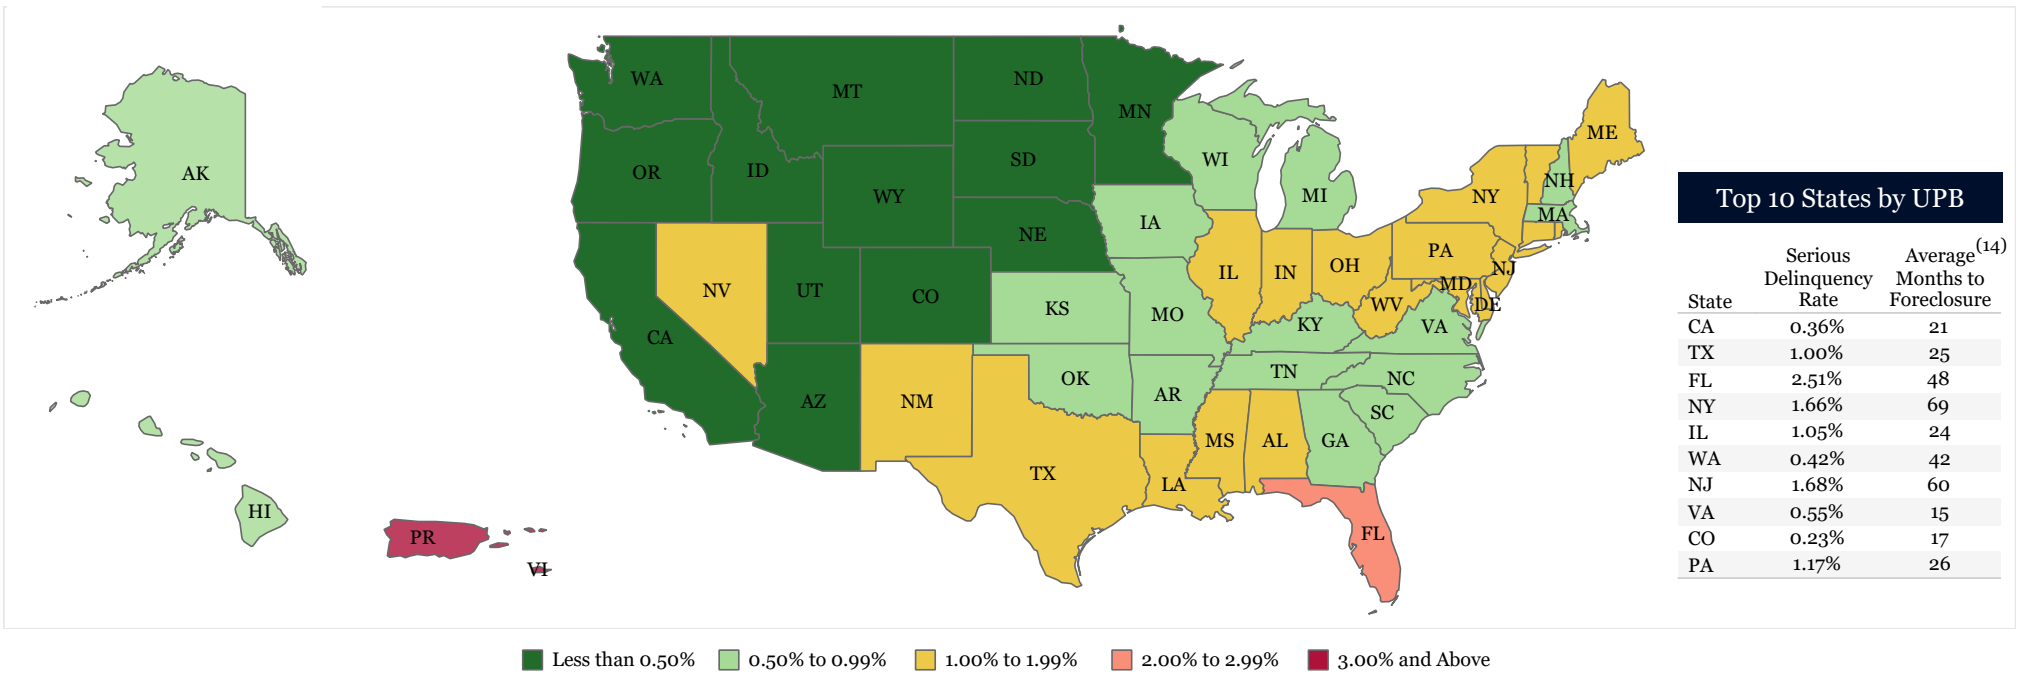 WA
MT
ND
MN
ME
AK
OR
ID
WY
SD
WI
MI
NY
NH
MA
NE
IA
NV
UT
CO
KS
MO
IL
IN
OH
PA
NJ
MD
DE
WV
CA
KY
VA
AZ
NM
OK
AR
TN
NC
SC
TX
LA
MS
AL
GA
FL
HI
PR
VI
Top 10 States by UPB
State Serious Delinquency Rate Average Months to Foreclosure (14)
CA 0.36% 21
TX 1.00% 25
FL 2.51% 48
NY 1.66% 69
IL 1.05% 24
WA 0.42% 42
NJ 1.68% 60
VA 0.55% 15
CO 0.23% 17
PA 1.17% 26
Less than 0.50% 0.50% to 0.99% 1.00% to 1.99% 2.00% to 2.99% 3.00% and Above